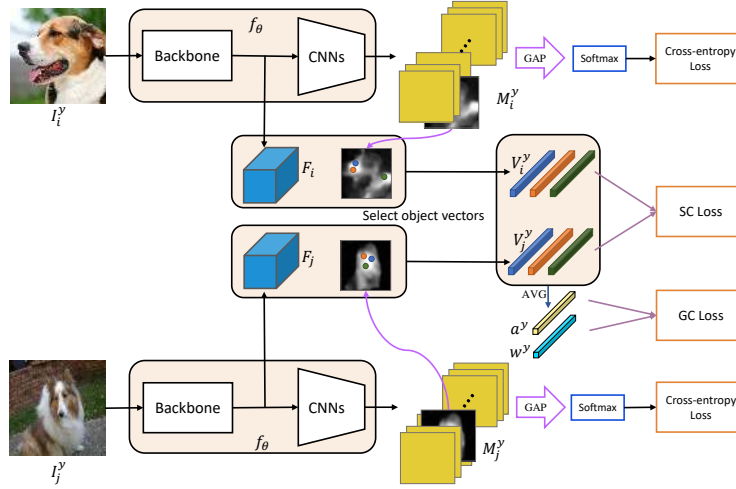 f_θ
Backbone
CNNs
GAP
Softmax
Cross-entropy
Loss
I_i^y
M_i^y
F_i
V_i^y
Select object vectors
SC Loss
F_j
V_j^y
AVG
a^y
GC Loss
w^y
Backbone
CNNs
GAP
Softmax
Cross-entropy
Loss
f_θ
M_j^y
I_j^y